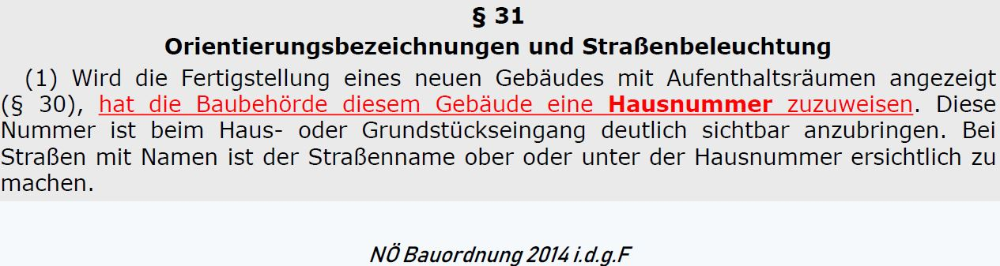 § 31
Orientierungsbezeichnungen und Straßenbeleuchtung
(1) Wird die Fertigstellung eines neuen Gebäudes mit Aufenthaltsräumen angezeigt
(§ 30), hat die Baubehörde diesem Gebäude eine Hausnummer zuzuweisen. Diese
Nummer ist beim Haus- oder Grundstückseingang deutlich sichtbar anzubringen. Bei
Straßen mit Namen ist der Straßenname ober oder unter der Hausnummer ersichtlich zu
machen.
NÖ Bauordnung 2014 i.d.g.F